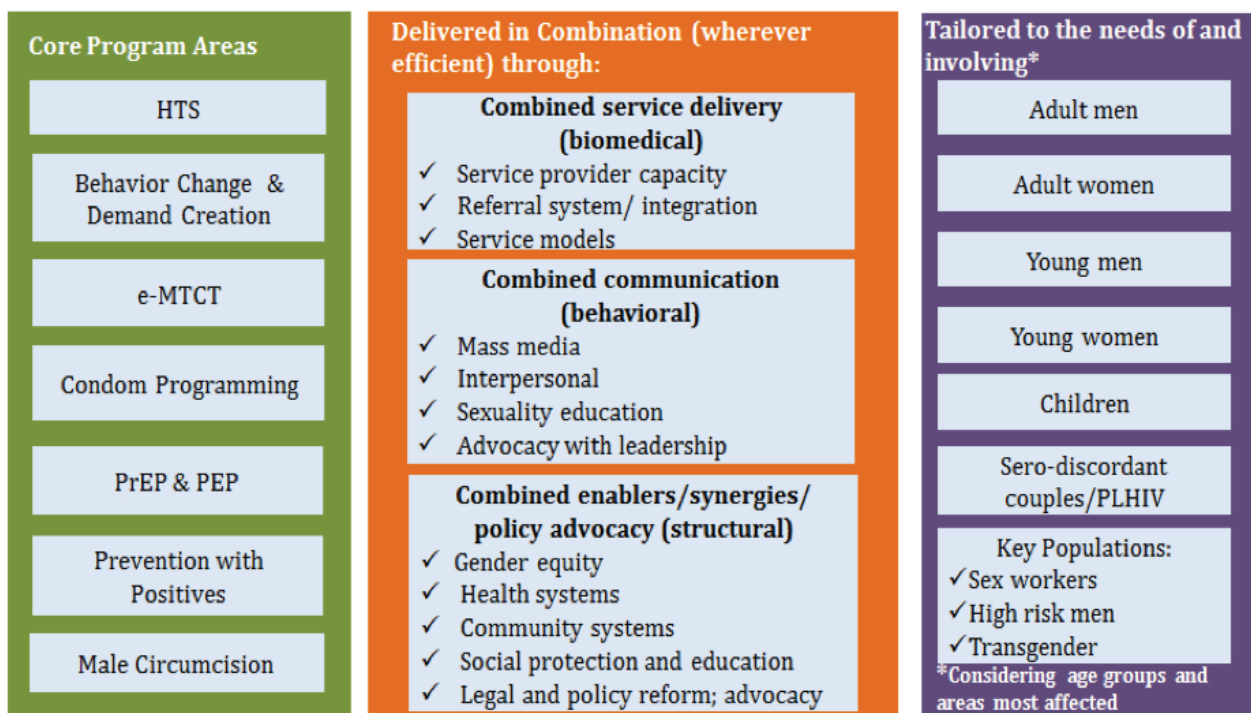 Core Program Areas
HTS
Behavior Change &
Demand Creation
e-MTCT
Condom Programming
PrEP & PEP
Prevention with
Positives
Male Circumcision
Delivered in Combination (wherever
efficient) through:
Combined service delivery
(biomedical)
✓ Service provider capacity
✓ Referral system/ integration
✓ Service models
Combined communication
(behavioral)
✓ Mass media
✓ Interpersonal
✓ Sexuality education
✓ Advocacy with leadership
Combined enablers/synergies/
policy advocacy (structural)
✓ Gender equity
✓ Health systems
✓ Community systems
✓ Social protection and education
✓ Legal and policy reform; advocacy
Tailored to the needs of and
involving*
Adult men
Adult women
Young men
Young women
Children
Sero-discordant
couples/PLHIV
Key Populations:
✓Sex workers
✓High risk men
✓Transgender
*Considering age groups and
areas most affected